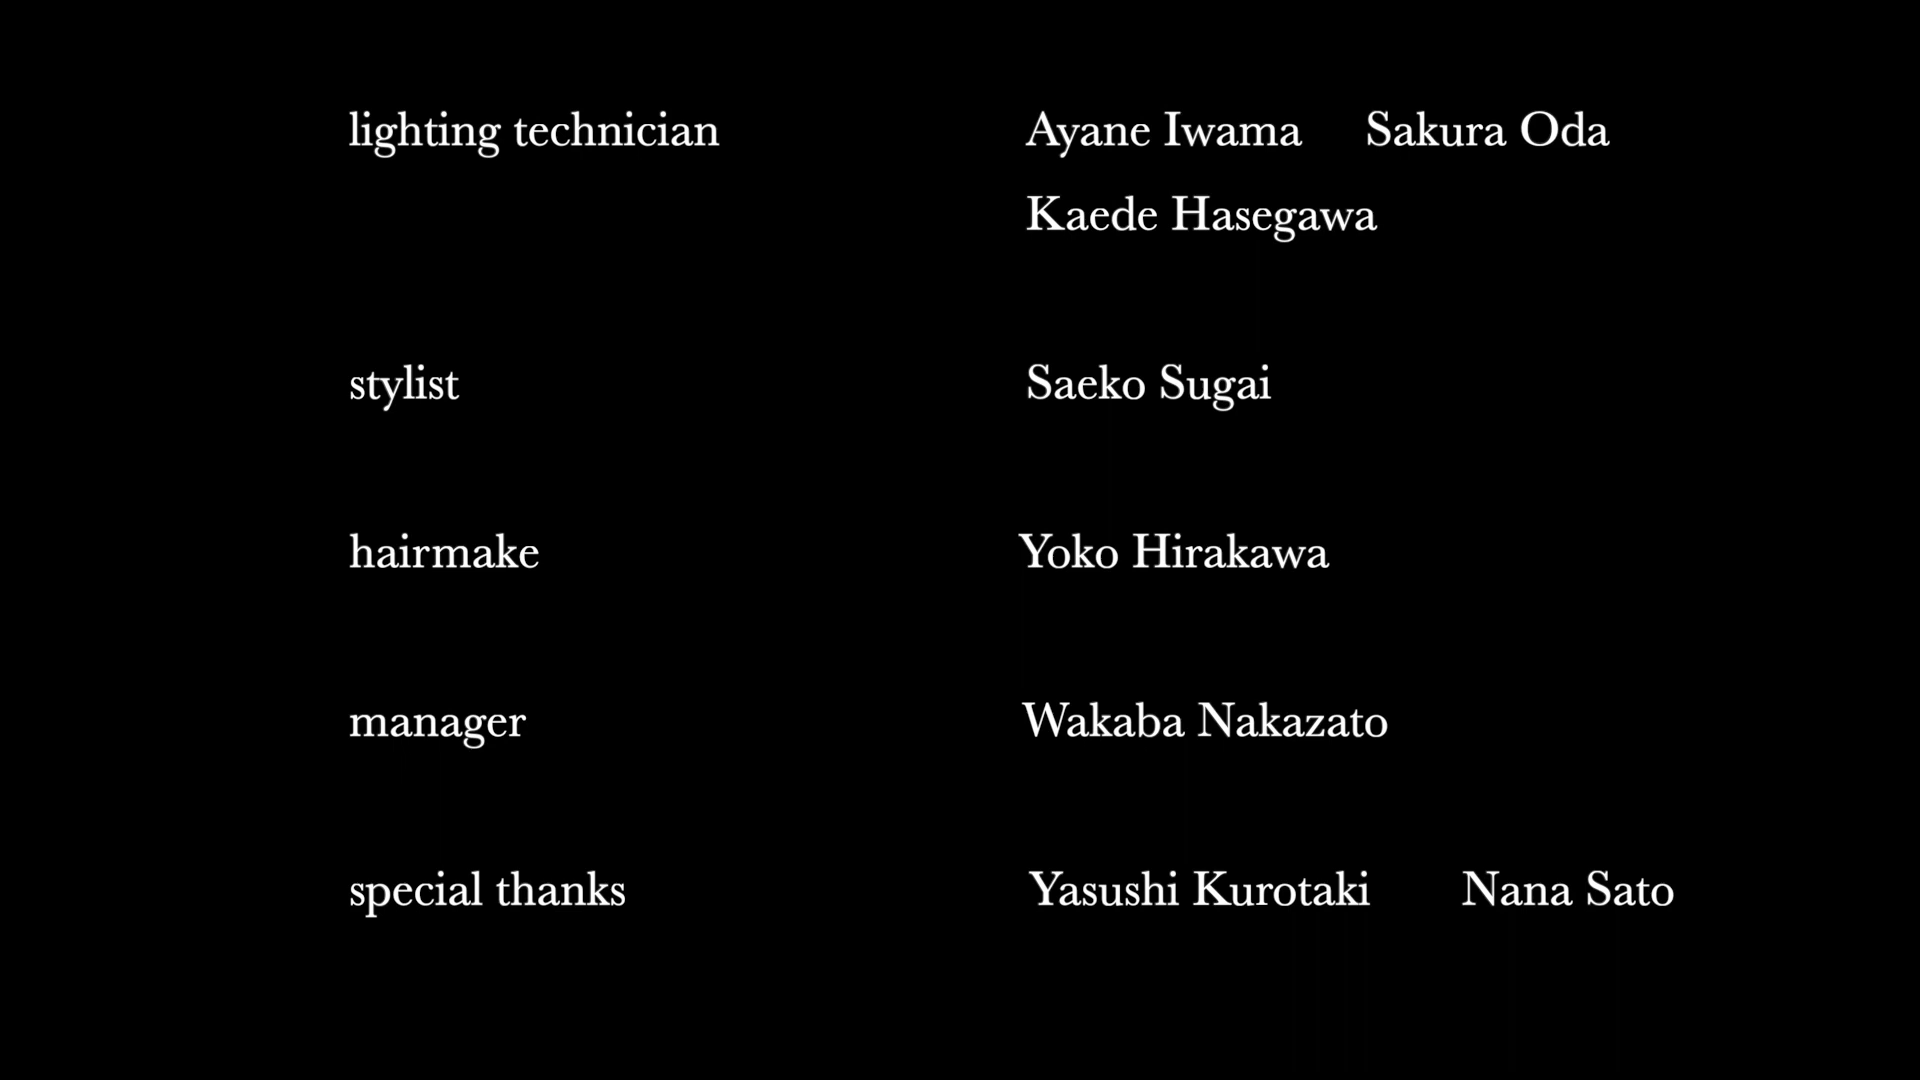 lighting technician Ayane Iwama Sakura Oda
Kaede Hasegawa
stylist Saeko Sugai
hairmake Yoko Hirakawa
manager Wakaba Nakazato
special thanks Yasushi Kurotaki Nana Sato